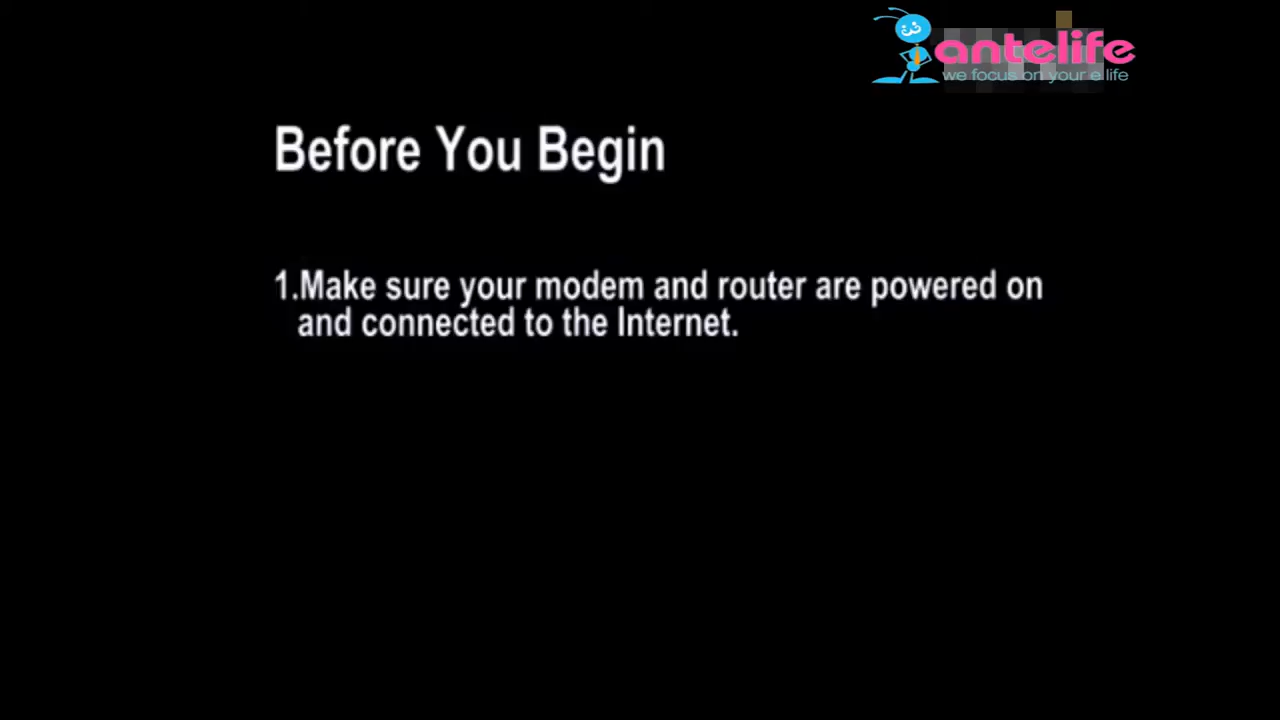 antelife
we focus on your e life
Before You Begin
1.Make sure your modem and router are powered on
and connected to the Internet.